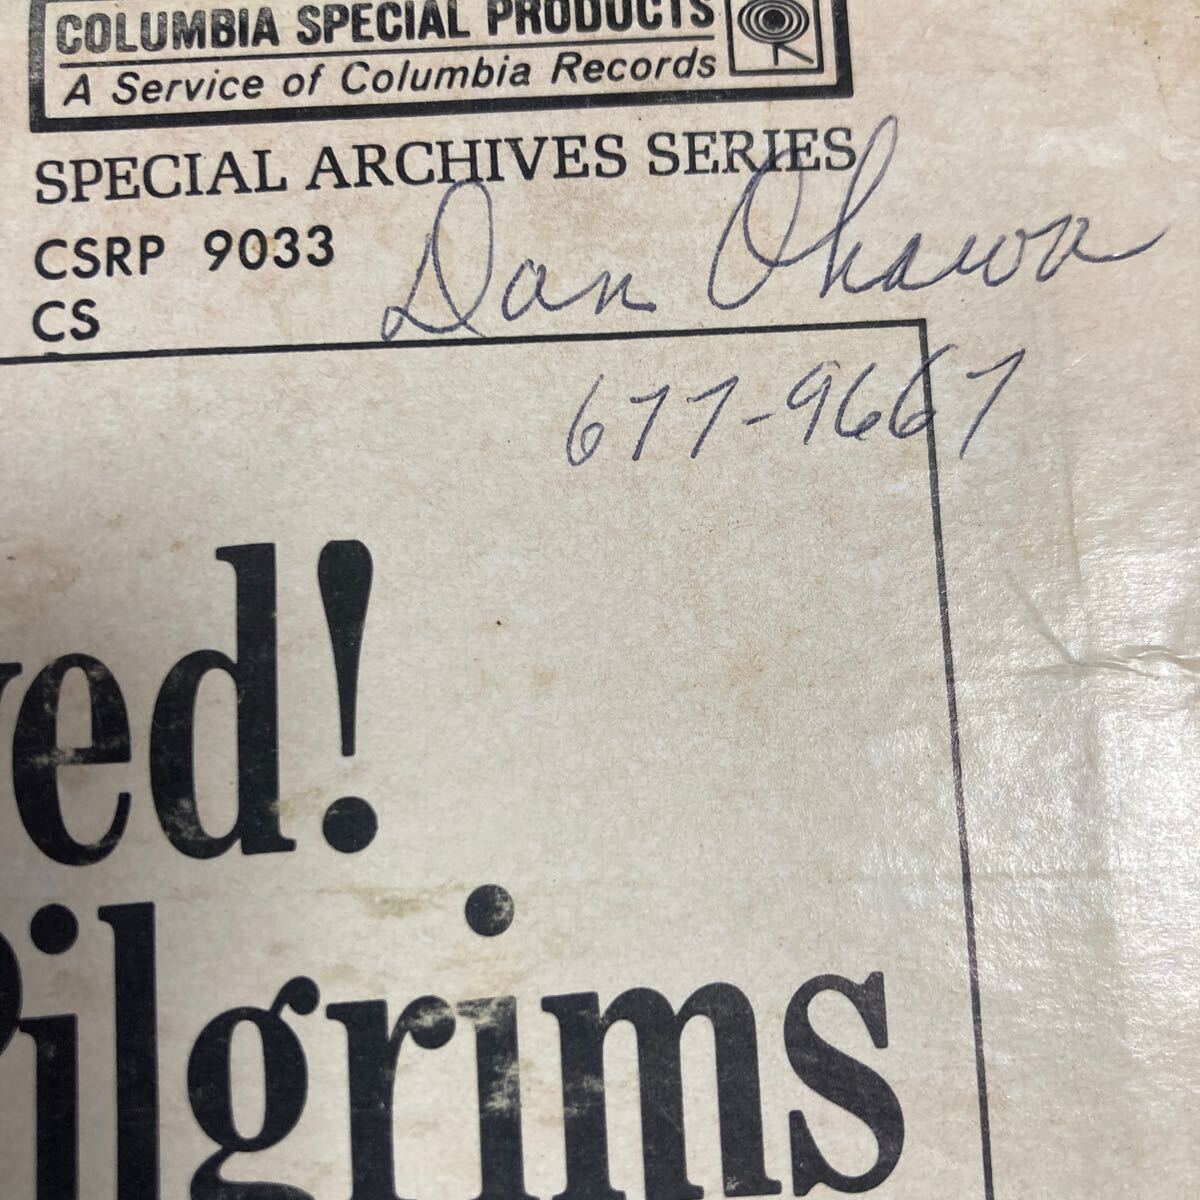 COLUMBIA SPECIAL PRODUCTS
A Service of Columbia Records
SPECIAL ARCHIVES SERIES
CSRP 9033
CS
Dan Okawa
677-9667
ved!
Pilgrims